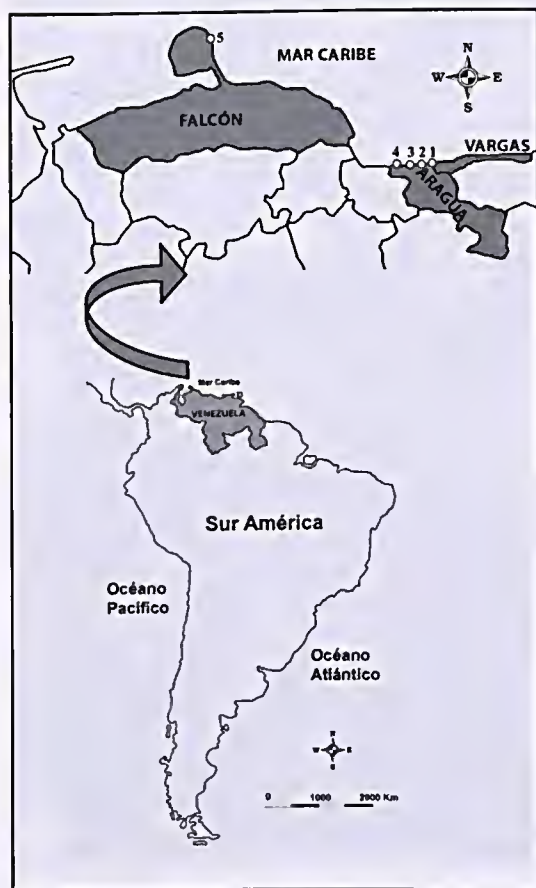 5
MAR CARIBE
N
W E
S
FALCÓN
4 3 2 1
VARGAS
ARAGUA
Mar Caribe
VENEZUELA
Sur América
Océano
Pacífico
Océano
Atlántico
N
W E
S
0 1000 2000 Km